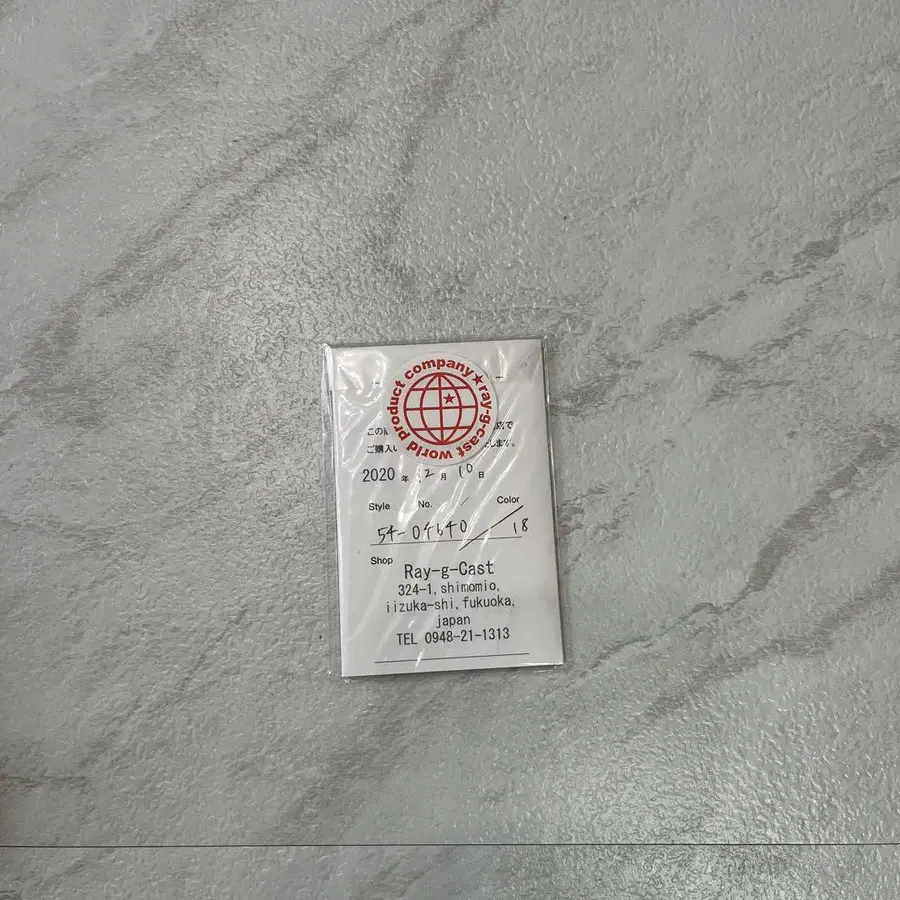 ray-g-cast world product company★
この 店で
ご購入 します。
2020 年 12 月 10 日
Style No. Color
54-04640 / 18
Shop
Ray-g-Cast
324-1, shimomio,
iizuka-shi, fukuoka,
japan
TEL 0948-21-1313